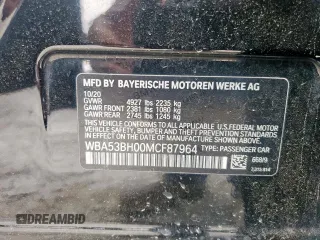 MFD BY BAYERISCHE MOTOREN WERKE AG
10/20
GVWR 4927 lbs 2235 kg
GAWR FRONT 2381 lbs 1080 kg
GAWR REAR 2745 lbs 1245 kg
THIS VEHICLE CONFORMS TO ALL APPLICABLE U.S. FEDERAL MOTOR
VEHICLE SAFETY, BUMPER, AND THEFT PREVENTION STANDARDS
IN EFFECT ON THE DATE OF MANUFACTURE SHOWN ABOVE.
WBA53BH00MCF87964 TYPE: PASSENGER CAR
DREAMBID